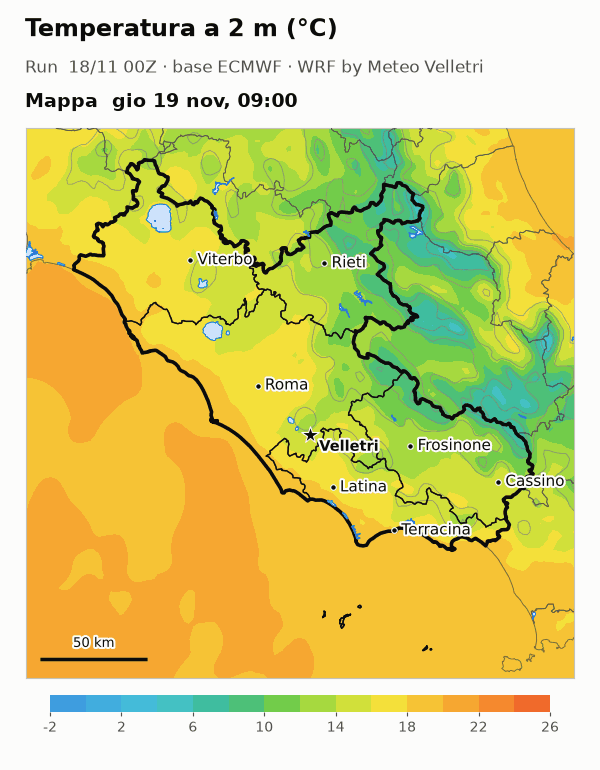 Temperatura a 2 m (°C)
Run 18/11 00Z · base ECMWF · WRF by Meteo Velletri
Mappa gio 19 nov, 09:00
Viterbo
Rieti
Roma
Velletri
Frosinone
Latina
Cassino
Terracina
50 km
-2 2 6 10 14 18 22 26